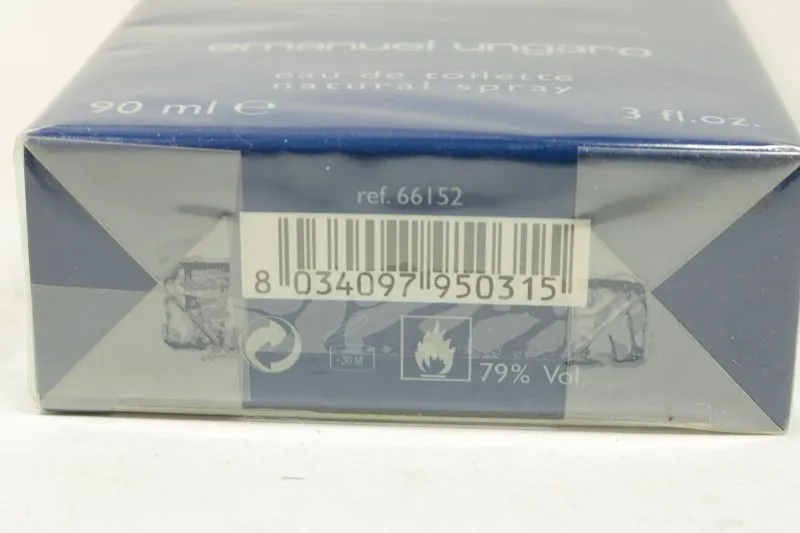 emanuel ungaro
eau de toilette
natural spray
90 ml ℮
3 fl.oz.
ref. 66152
8 034097 950315
30 M
79% Vol.